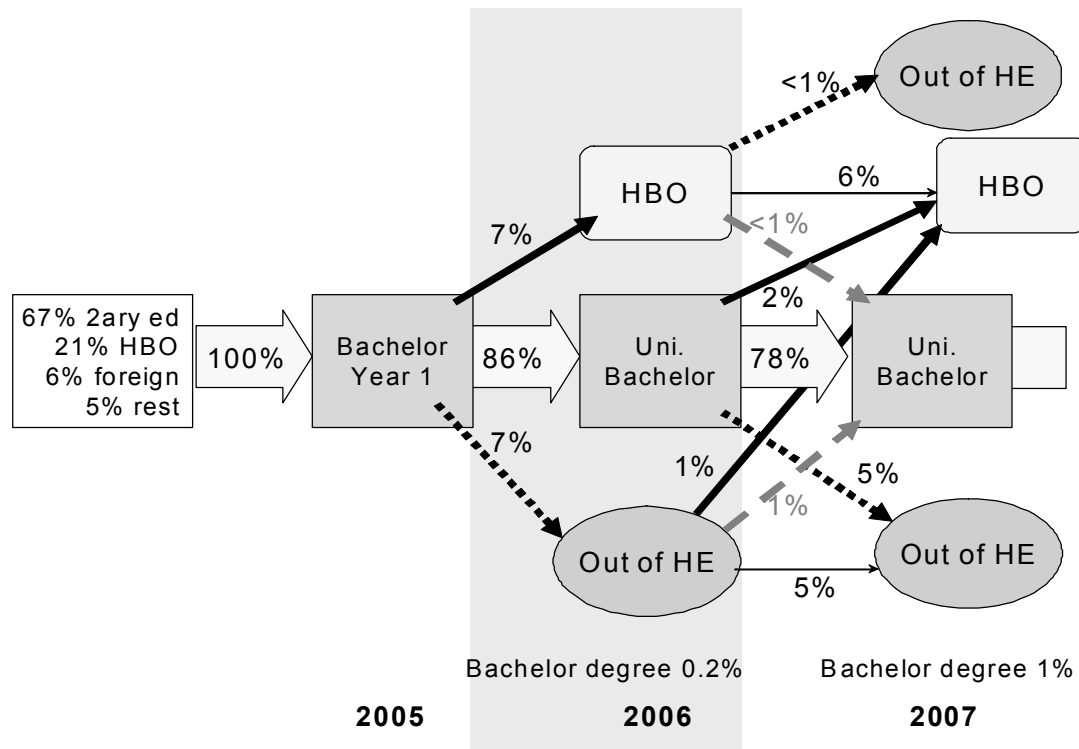 Out of HE
<1%
HBO
6%
HBO
7%
<1%
2%
67% 2ary ed
21% HBO
6% foreign
5% rest
100%
Bachelor
Year 1
86%
Uni.
Bachelor
78%
Uni.
Bachelor
7%
1%
5%
1%
Out of HE
5%
Out of HE
Bachelor degree 0.2%
Bachelor degree 1%
2005
2006
2007